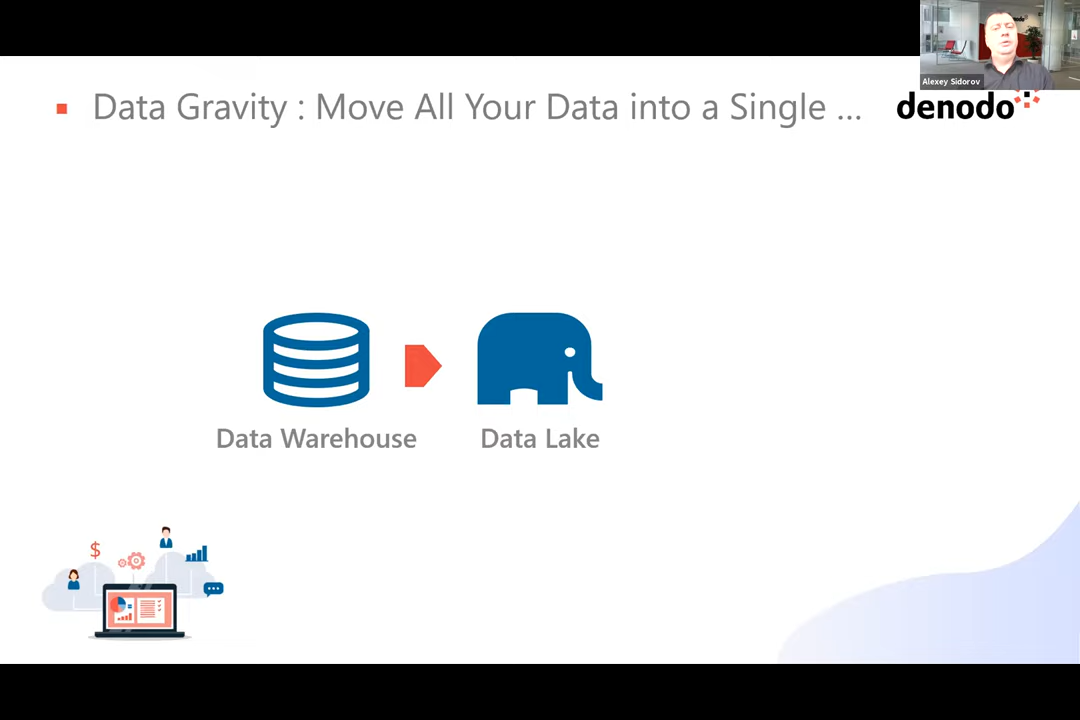 Alexey Sidorov
Data Gravity : Move All Your Data into a Single ...
denodo
Data Warehouse
Data Lake
$